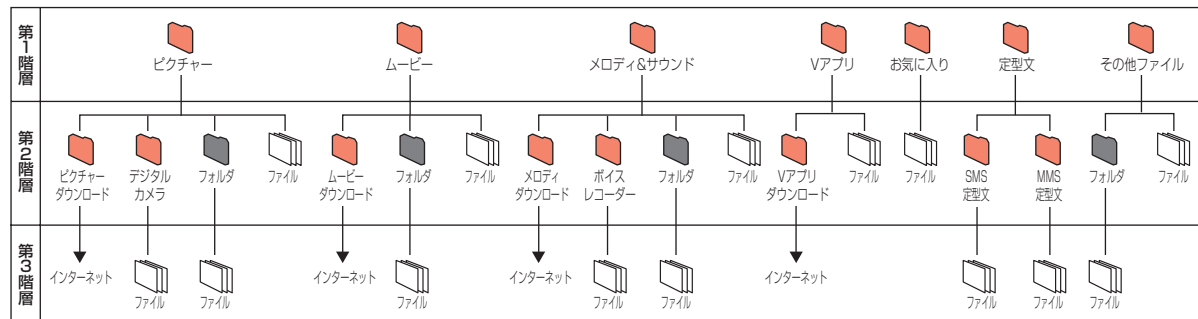 第1階層
ピクチャー
ムービー
メロディ&サウンド
Vアプリ
お気に入り
定型文
その他ファイル
第2階層
ピクチャー
ダウンロード
デジタル
カメラ
フォルダ
ファイル
ムービー
ダウンロード
フォルダ
ファイル
メロディ
ダウンロード
ボイス
レコーダー
フォルダ
ファイル
Vアプリ
ダウンロード
ファイル
ファイル
SMS
定型文
MMS
定型文
フォルダ
ファイル
第3階層
インターネット
ファイル
ファイル
インターネット
ファイル
インターネット
ファイル
ファイル
インターネット
ファイル
ファイル
ファイル